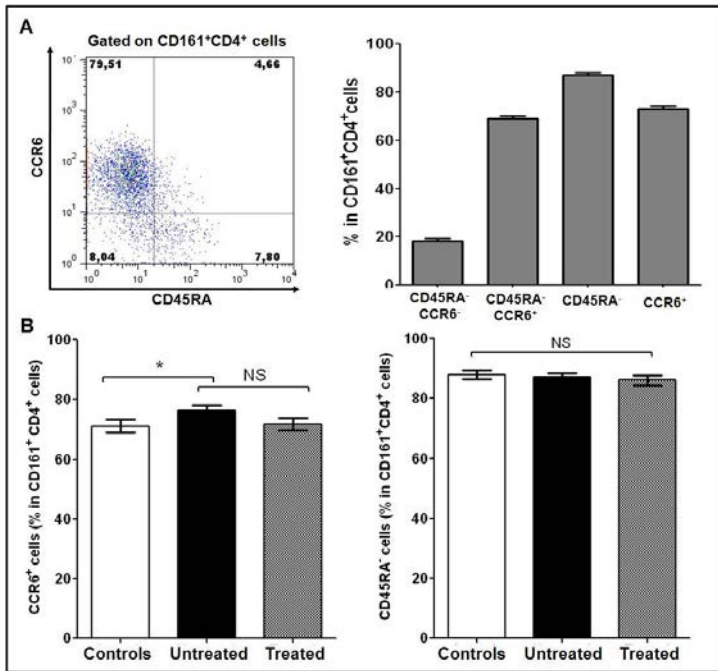 A
Gated on CD161⁺CD4⁺ cells
79,51
4,66
8,04
7,80
CCR6
10⁴
10³
10²
10¹
10⁰
10⁰ 10¹ 10² 10³ 10⁴
CD45RA
% in CD161⁺CD4⁺cells
100
80
60
40
20
0
CD45RA⁻ CCR6⁻
CD45RA⁻ CCR6⁺
CD45RA⁻
CCR6⁺
B
CCR6⁺ cells (% in CD161⁺ CD4⁺ cells)
100
80
60
40
20
0
*
NS
Controls
Untreated
Treated
CD45RA⁻ cells (% in CD161⁺CD4⁺ cells)
100
80
60
40
20
0
NS
Controls
Untreated
Treated